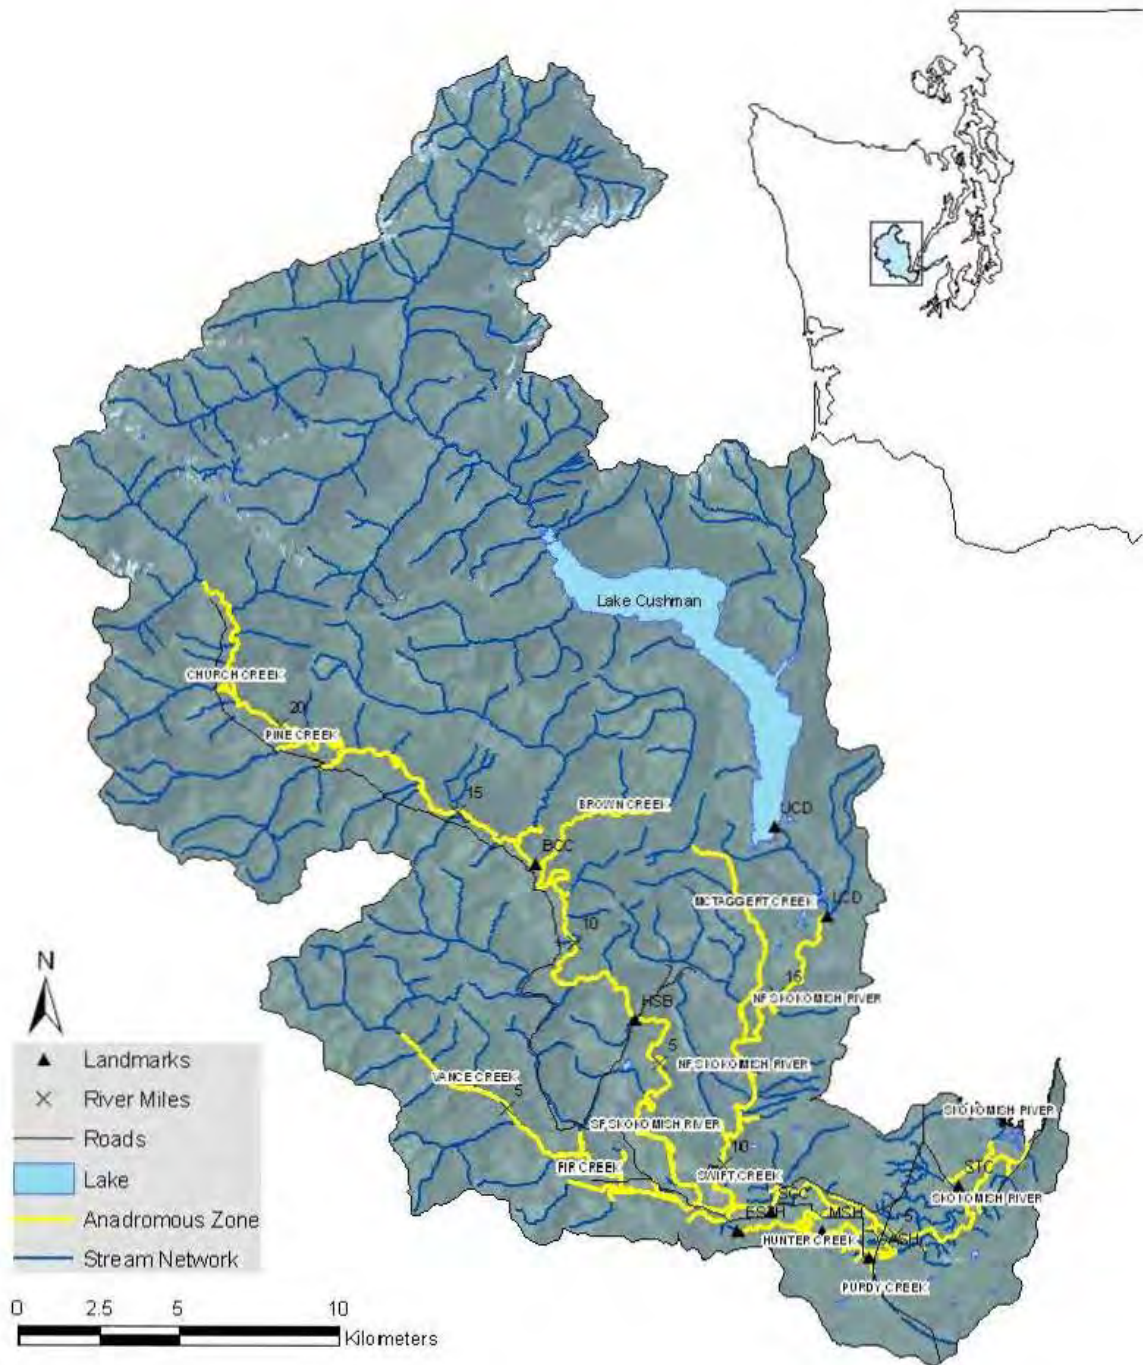 Lake Cushman
CHURCH CREEK
20
PINE CREEK
15
BROWN CREEK
UCD
BCC
MCTAGGERT CREEK
LCD
10
15
NF SKOKOMISH RIVER
HSB
5
NF SKOKOMISH RIVER
VANCE CREEK
5
SF SKOKOMISH RIVER
SKOKOMISH RIVER
10
FIR CREEK
SWIFT CREEK
STC
SKOKOMISH RIVER
MSH
HUNTER CREEK
PURDY CREEK
N
Landmarks
River Miles
Roads
Lake
Anadromous Zone
Stream Network
0 2.5 5 10
Kilometers